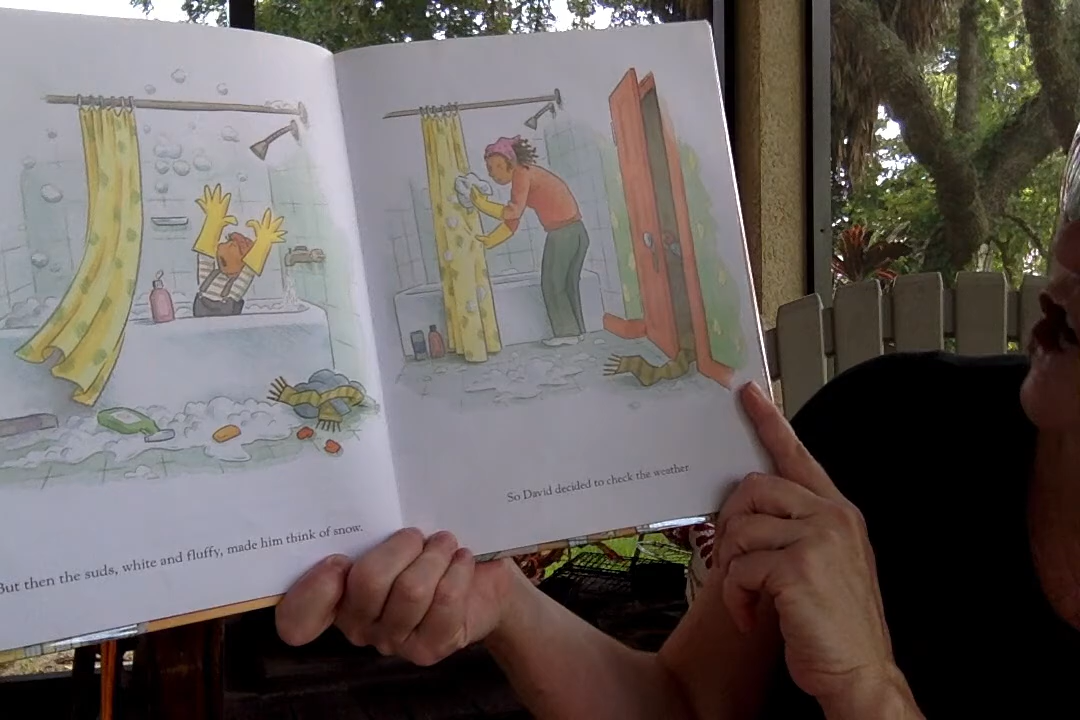 But then the suds, white and fluffy, made him think of snow.
So David decided to check the weather.